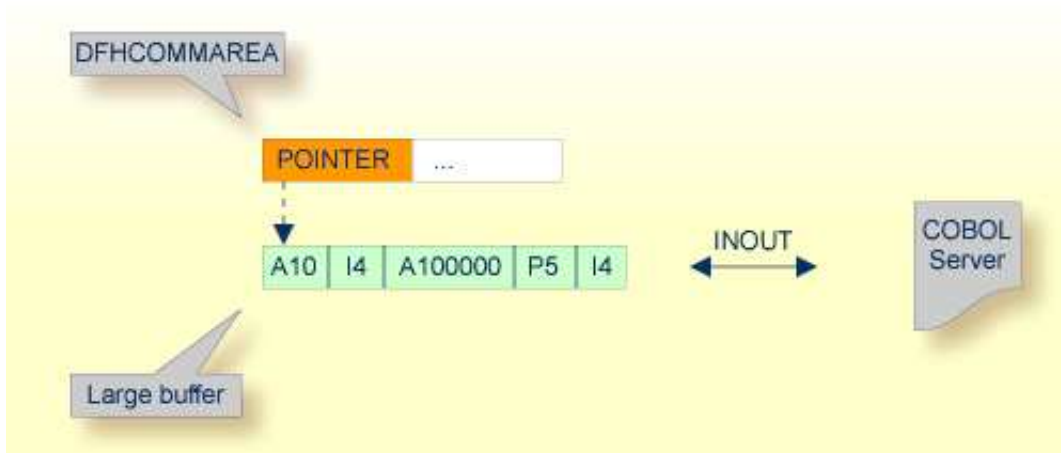 DFHCOMMAREA
POINTER ...
A10 I4 A100000 P5 I4
INOUT
COBOL
Server
Large buffer